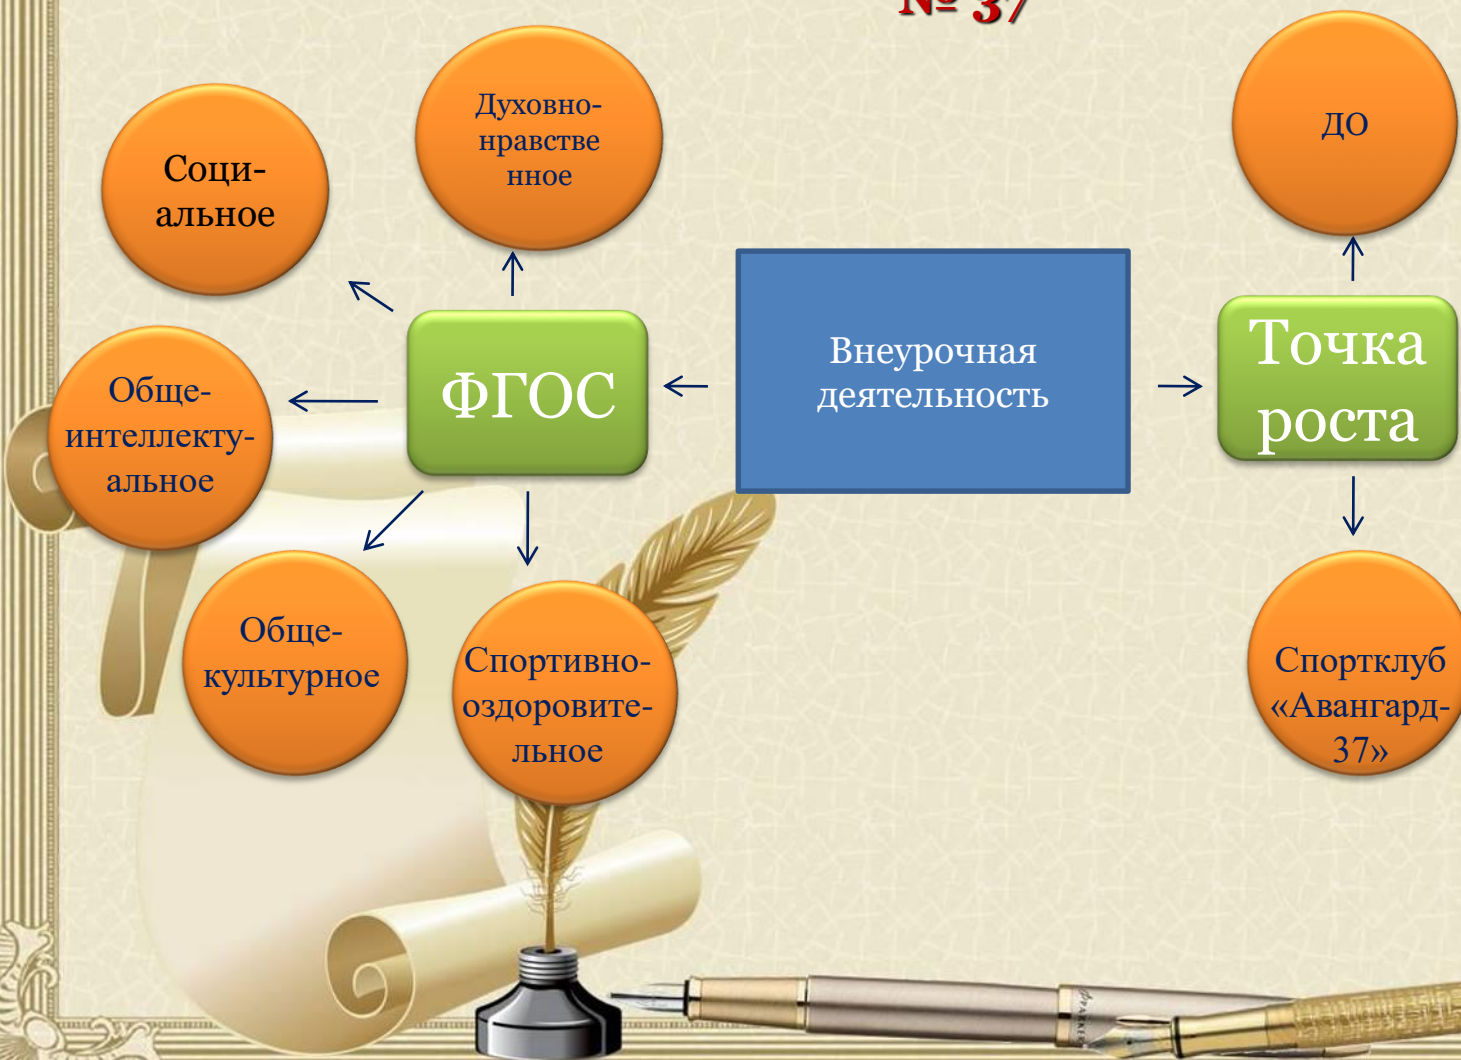 № 37
Духовно-
нравстве
нное
Соци-
альное
Обще-
интеллекту-
альное
Обще-
культурное
Спортивно-
оздоровите-
льное
ФГОС
Внеурочная
деятельность
Точка
роста
ДО
Спортклуб
«Авангард-
37»
PARKER